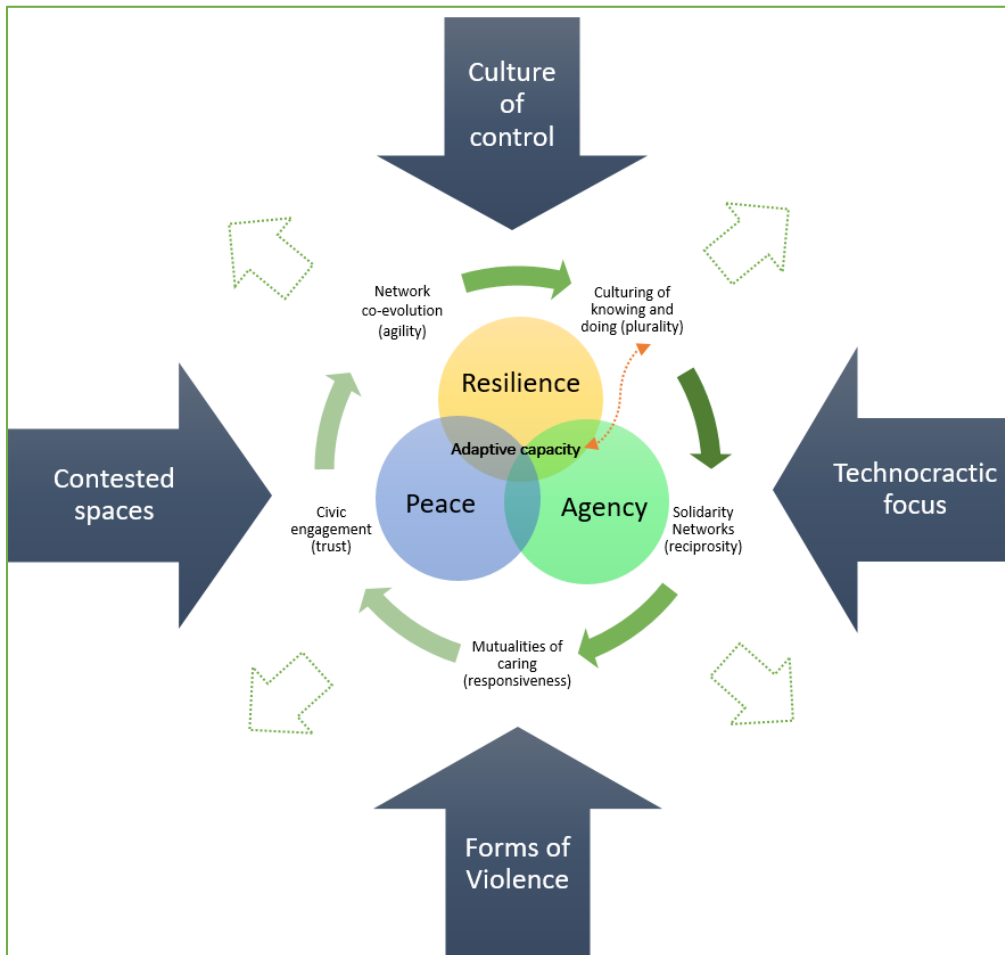 Culture
of
control
Network
co-evolution
(agility)
Culturing of
knowing and
doing (plurality)
Resilience
Adaptive capacity
Contested
spaces
Peace
Agency
Technocractic
focus
Civic
engagement
(trust)
Solidarity
Networks
(reciprocity)
Mutualities of
caring
(responsiveness)
Forms of
Violence